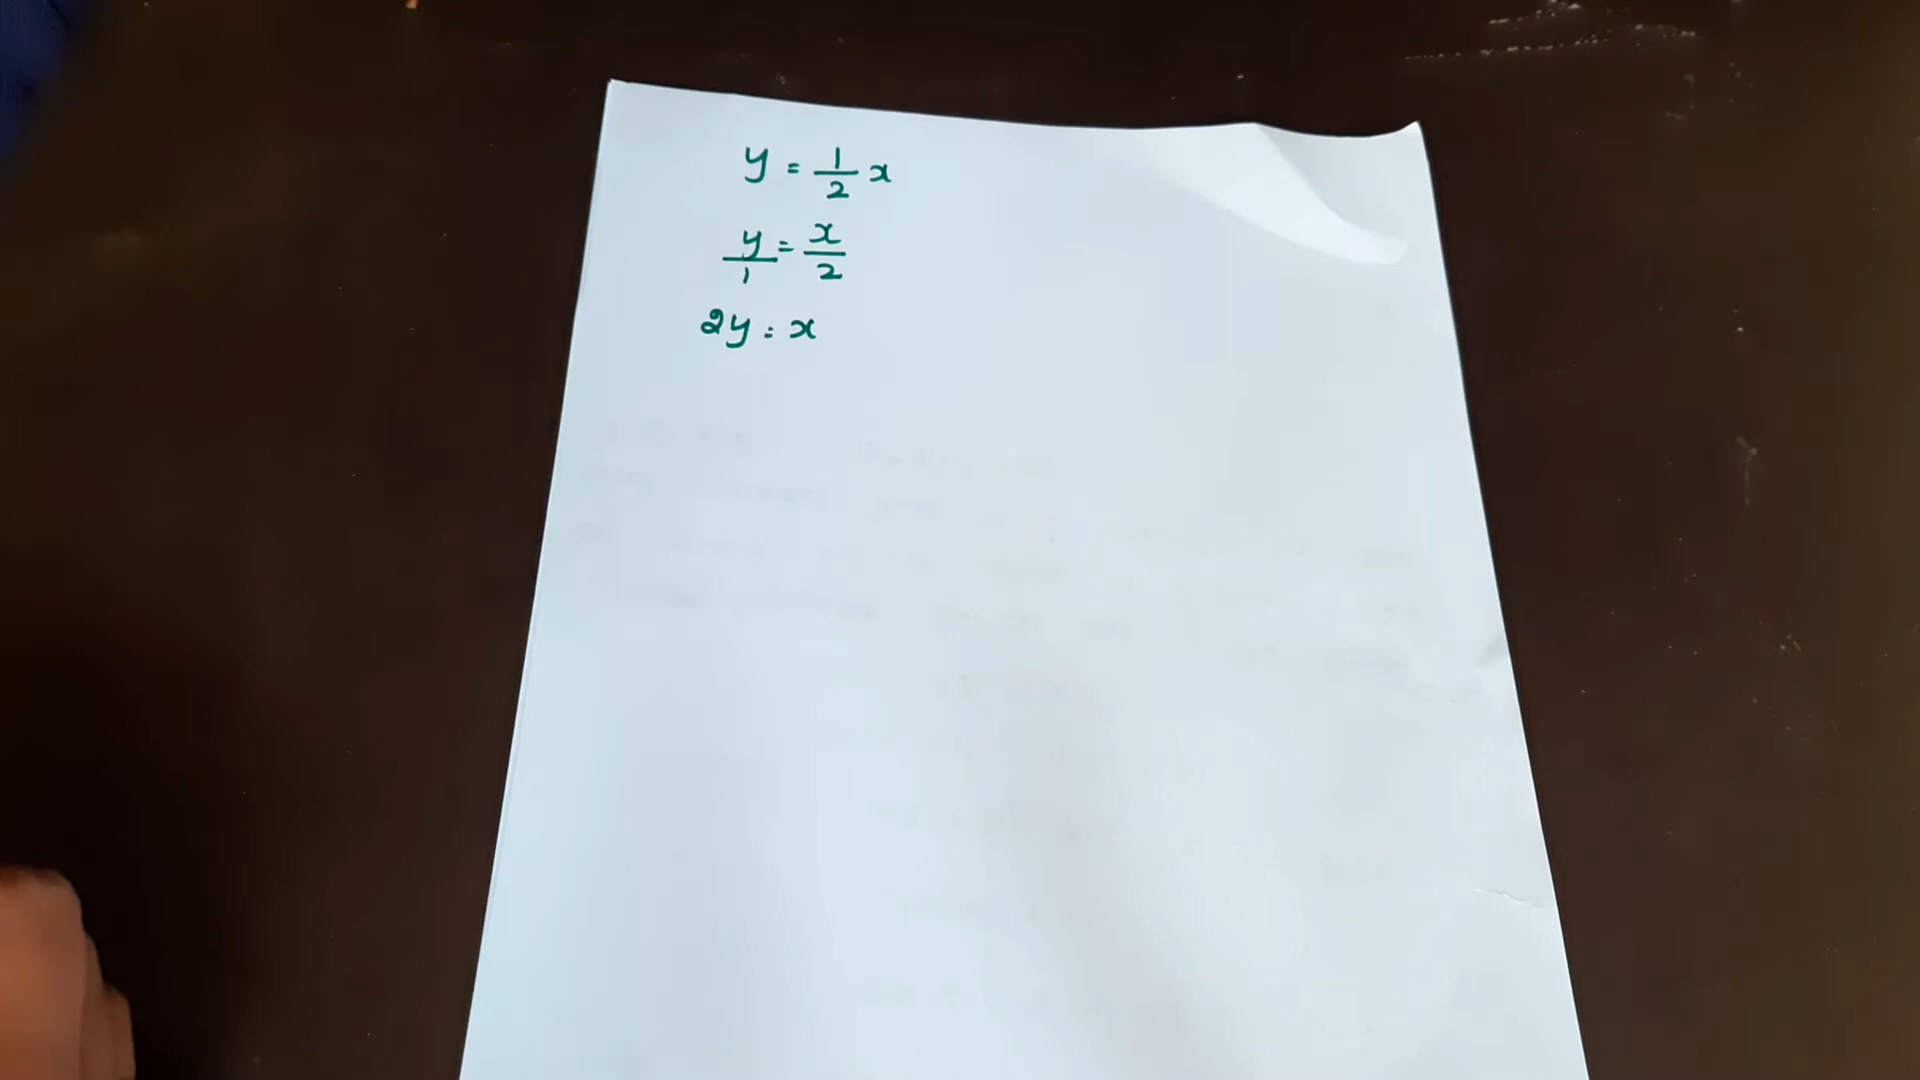 y = 1/2 x
y/1 = x/2
2y = x